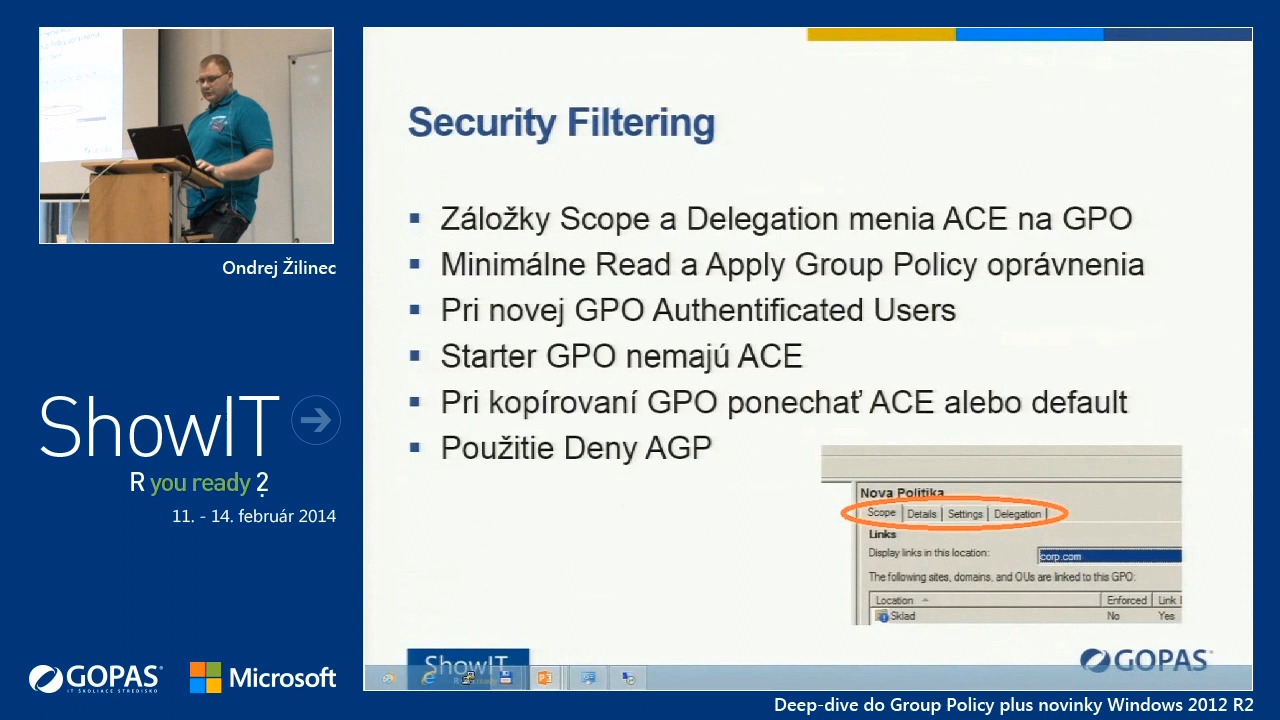 Security Filtering
Záložky Scope a Delegation menia ACE na GPO
Minimálne Read a Apply Group Policy oprávnenia
Pri novej GPO Authentificated Users
Starter GPO nemajú ACE
Pri kopírovaní GPO ponechať ACE alebo default
Použitie Deny AGP
Nova Politika
Scope Details Settings Delegation
Links
Display links in this location: corp.com
The following sites, domains, and OUs are linked to this GPO:
Location Enforced Link
Sklad No Yes
Ondrej Žilinec
ShowIT
R you ready ?
11. - 14. február 2014
GOPAS
IT ŠKOLIACE STREDISKO
Microsoft
ShowIT
GOPAS
Deep-dive do Group Policy plus novinky Windows 2012 R2